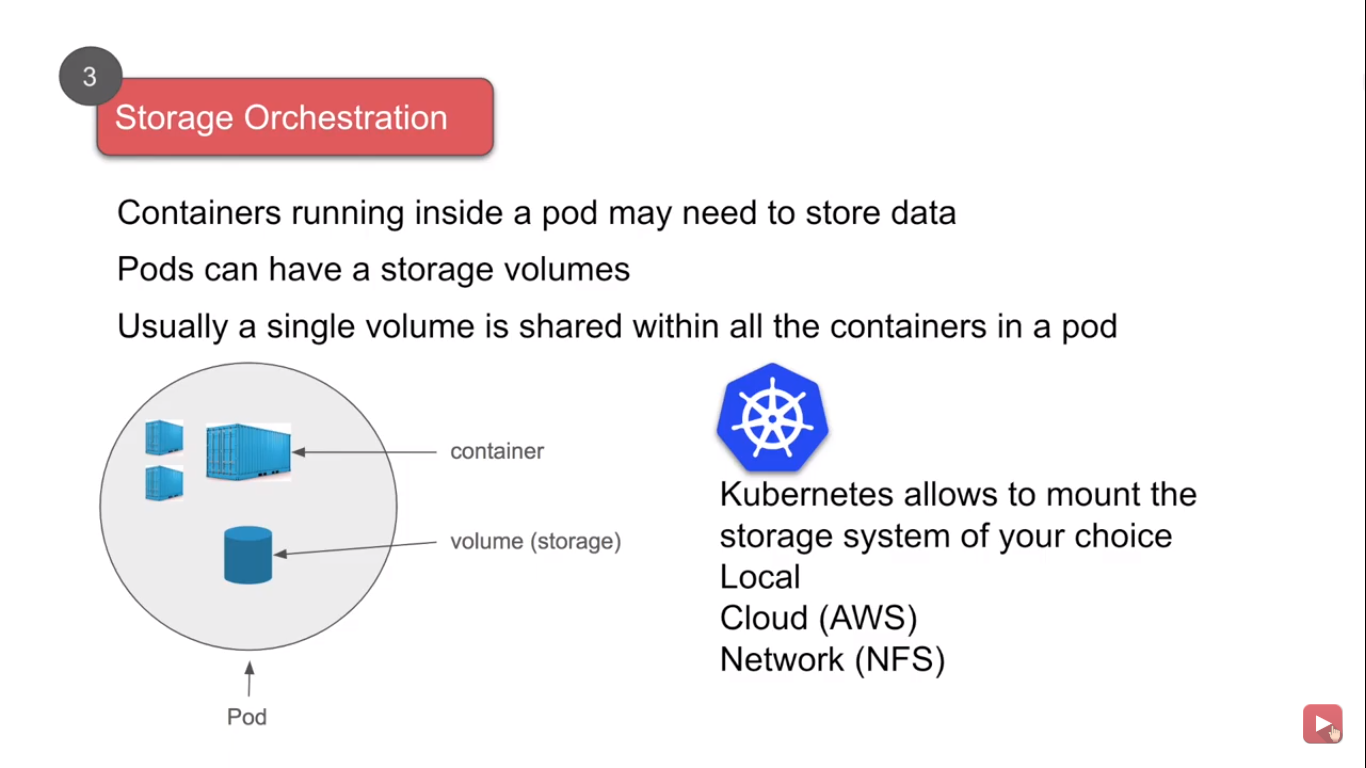 3
Storage Orchestration
Containers running inside a pod may need to store data
Pods can have a storage volumes
Usually a single volume is shared within all the containers in a pod
container
volume (storage)
Pod
Kubernetes allows to mount the
storage system of your choice
Local
Cloud (AWS)
Network (NFS)